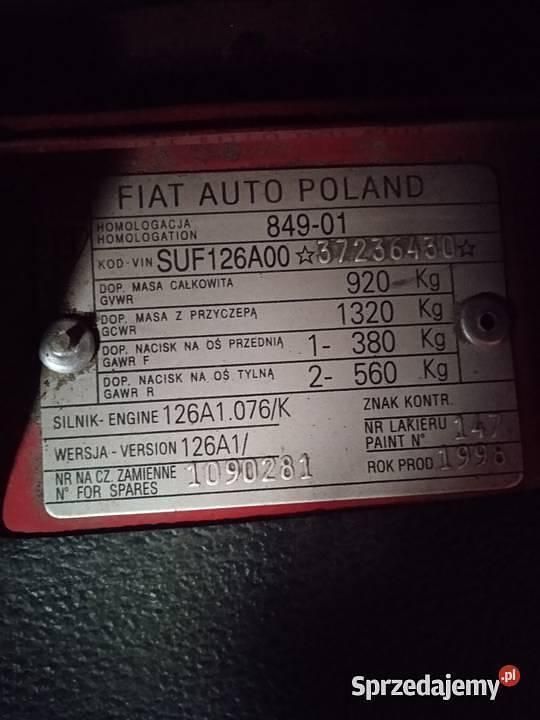 FIAT AUTO POLAND
HOMOLOGACJA
HOMOLOGATION
849-01
KOD-VIN SUF126A00 ☆37236430☆
DOP. MASA CAŁKOWITA
GVWR
920 Kg
DOP. MASA Z PRZYCZEPĄ
GCWR
1320 Kg
DOP. NACISK NA OŚ PRZEDNIĄ
GAWR F
1- 380 Kg
DOP. NACISK NA OŚ TYLNĄ
GAWR R
2- 560 Kg
SILNIK-ENGINE 126A1.076/K
ZNAK KONTR.
WERSJA-VERSION 126A1/
NR LAKIERU
PAINT N° 147
NR NA CZ. ZAMIENNE
N° FOR SPARES
1090281
ROK PROD 1998
Sprzedajemy.pl